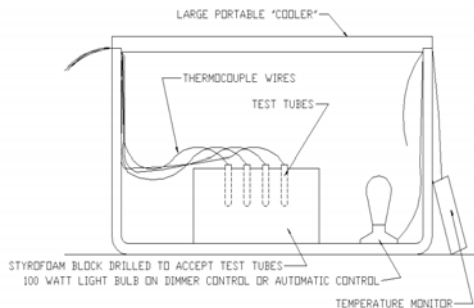 LARGE PORTABLE "COOLER"
THERMOCOUPLE WIRES
TEST TUBES
STYROFOAM BLOCK DRILLED TO ACCEPT TEST TUBES
100 WATT LIGHT BULB ON DIMMER CONTROL OR AUTOMATIC CONTROL
TEMPERATURE MONITOR